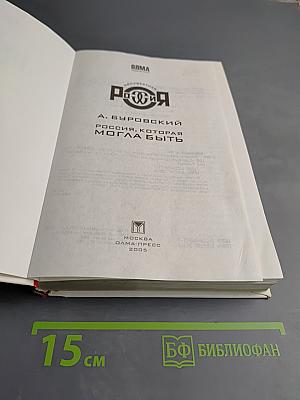 ОЛМА
РОССИЯ
А. БУРОВСКИЙ
РОССИЯ, КОТОРАЯ
МОГЛА БЫТЬ
МОСКВА
ОЛМА-ПРЕСС
2005
15 см
БФ БИБЛИОФАН